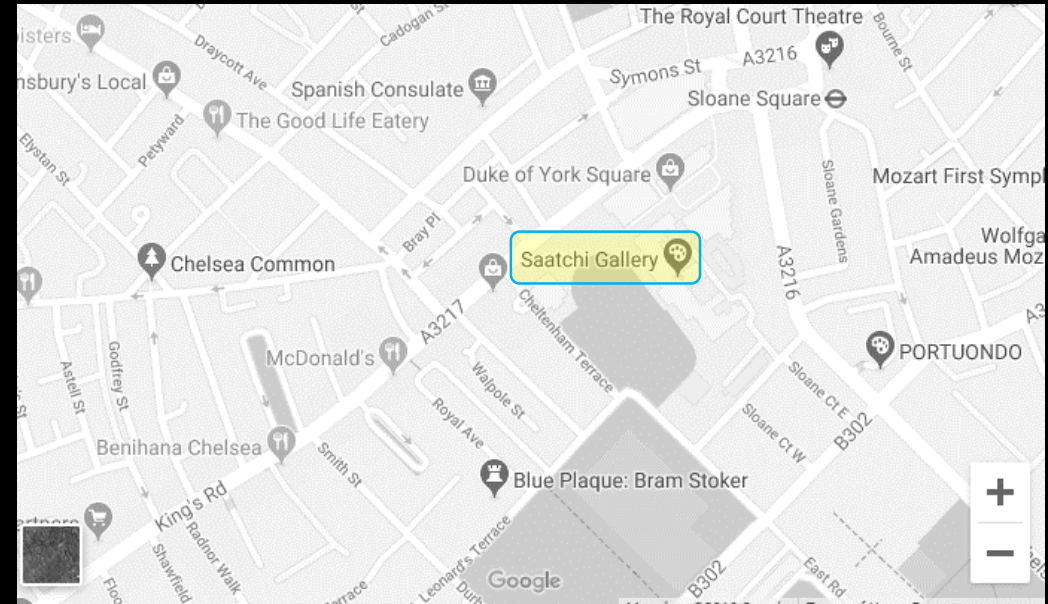 The Royal Court Theatre
Cadogan St
Bourne St
Draycott Ave
A3216
Symons St
Spanish Consulate
Sloane Square
The Good Life Eatery
Petyward
Elystan St
Duke of York Square
Sloane Gardens
Mozart First
Bray Pl
Wolfga
Amadeus Moz
Saatchi Gallery
Chelsea Common
A3216
A3217
Cheltenham Terrace
McDonald's
PORTUONDO
Godfrey St
Astell St
Walpole St
Sloane Ct E
Royal Ave
Sloane Ct W
B302
Benihana Chelsea
Smith St
Blue Plaque: Bram Stoker
King's Rd
Radnor Walk
Shawfield
Leonard's Terrace
East Rd
B302
Google
+
−